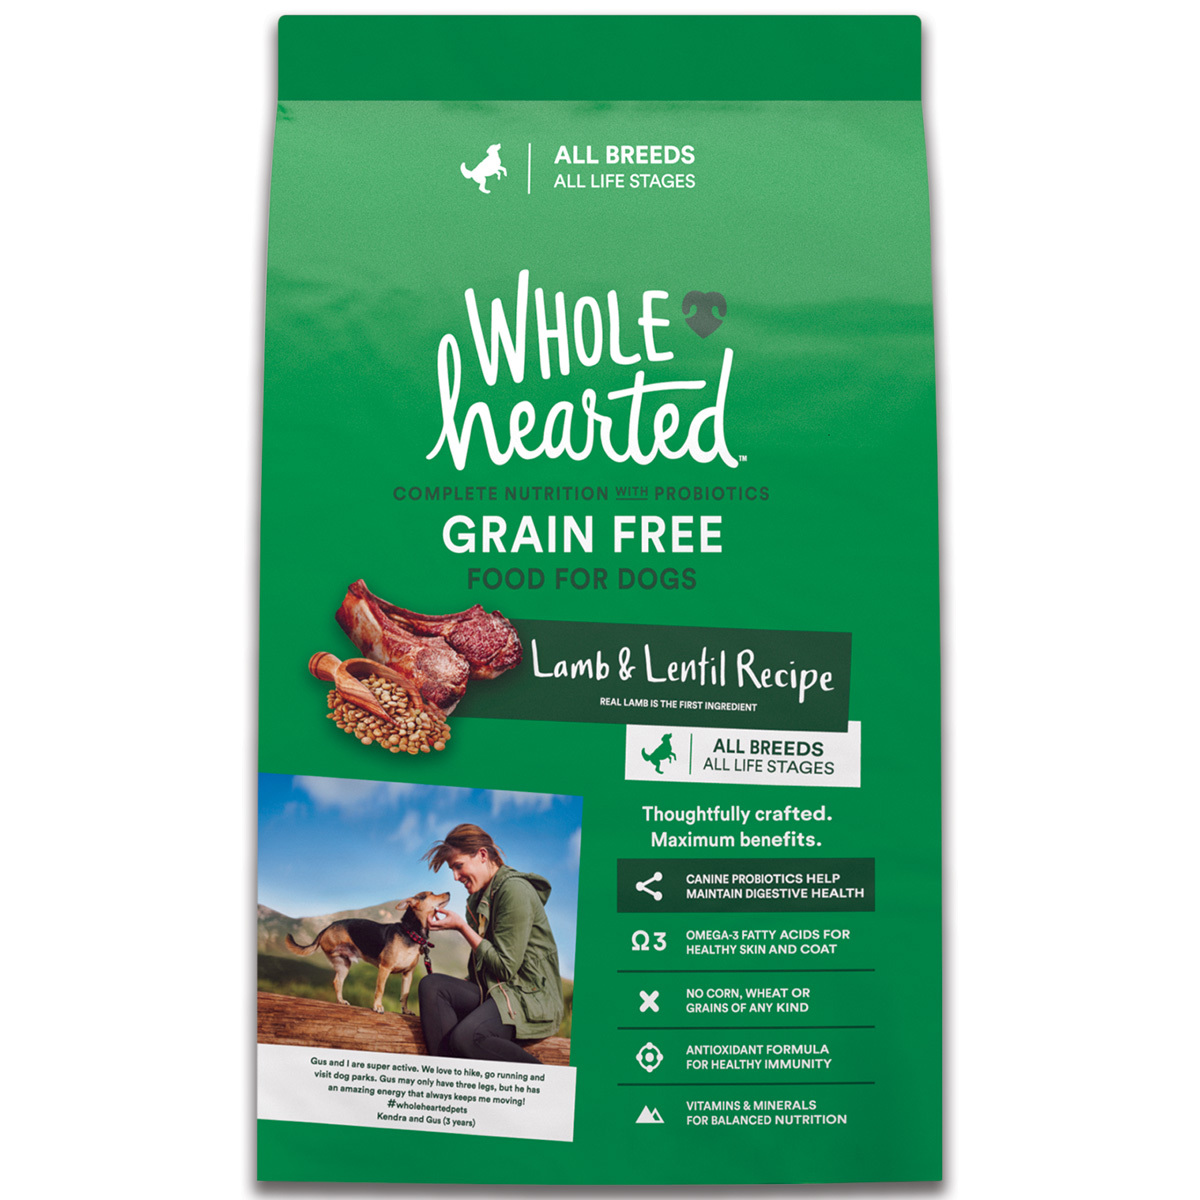 ALL BREEDS
ALL LIFE STAGES
WHOLE
hearted™
COMPLETE NUTRITION WITH PROBIOTICS
GRAIN FREE
FOOD FOR DOGS
Lamb & Lentil Recipe
REAL LAMB IS THE FIRST INGREDIENT
ALL BREEDS
ALL LIFE STAGES
Thoughtfully crafted.
Maximum benefits.
CANINE PROBIOTICS HELP
MAINTAIN DIGESTIVE HEALTH
Ω3
OMEGA-3 FATTY ACIDS FOR
HEALTHY SKIN AND COAT
NO CORN, WHEAT OR
GRAINS OF ANY KIND
ANTIOXIDANT FORMULA
FOR HEALTHY IMMUNITY
VITAMINS & MINERALS
FOR BALANCED NUTRITION
Gus and I are super active. We love to hike, go running and
visit dog parks. Gus may only have three legs, but he has
an amazing energy that always keeps me moving!
#wholeheartedpets
Kendra and Gus (3 years)